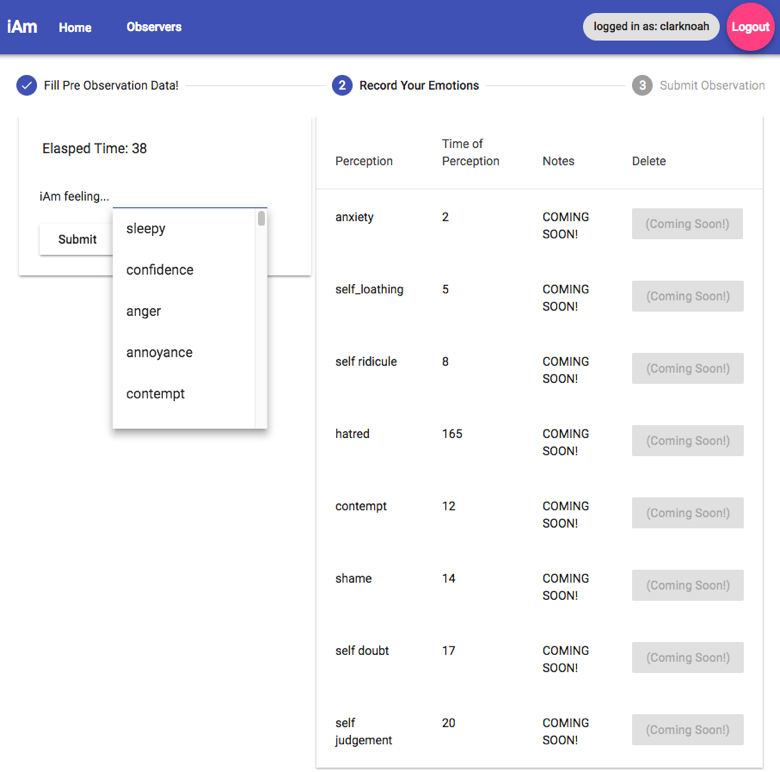 iAm Home Observers logged in as: clarknoah Logout
Fill Pre Observation Data! 2 Record Your Emotions 3 Submit Observation
Elasped Time: 38
iAm feeling...
Submit
sleepy
confidence
anger
annoyance
contempt
Perception Time of
Perception Notes Delete
anxiety 2 COMING
SOON! (Coming Soon!)
self_loathing 5 COMING
SOON! (Coming Soon!)
self ridicule 8 COMING
SOON! (Coming Soon!)
hatred 165 COMING
SOON! (Coming Soon!)
contempt 12 COMING
SOON! (Coming Soon!)
shame 14 COMING
SOON! (Coming Soon!)
self doubt 17 COMING
SOON! (Coming Soon!)
self
judgement 20 COMING
SOON! (Coming Soon!)